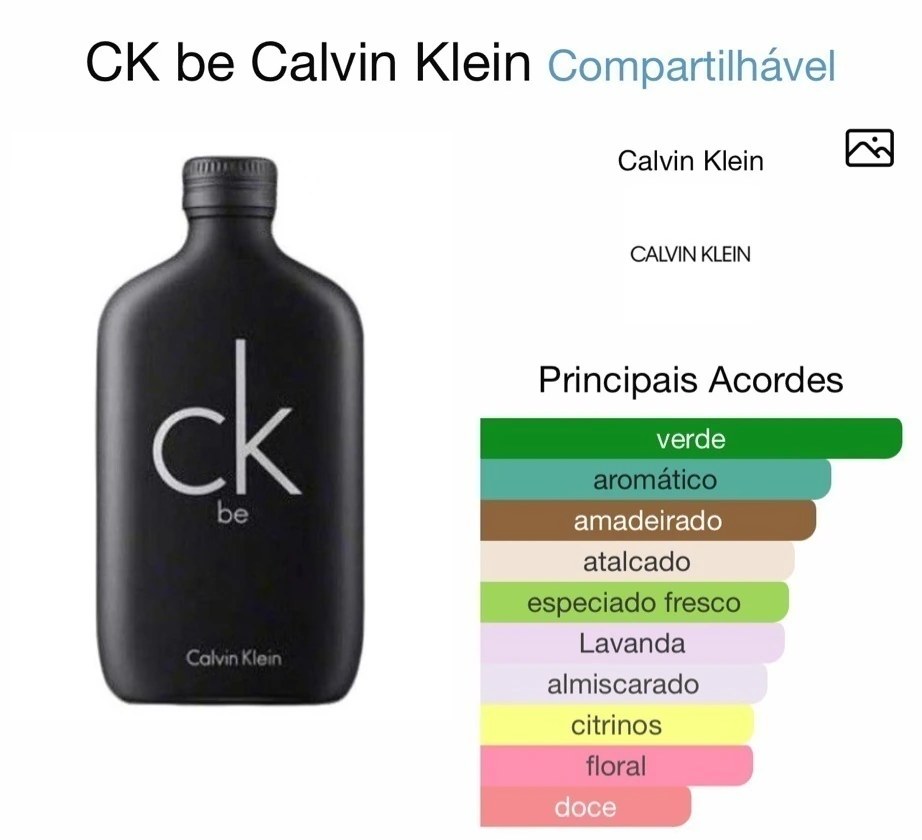 CK be Calvin Klein Compartilhável
Calvin Klein
CALVIN KLEIN
ck
be
Calvin Klein
Principais Acordes
verde
aromático
amadeirado
atalcado
especiado fresco
Lavanda
almiscarado
citrinos
floral
doce